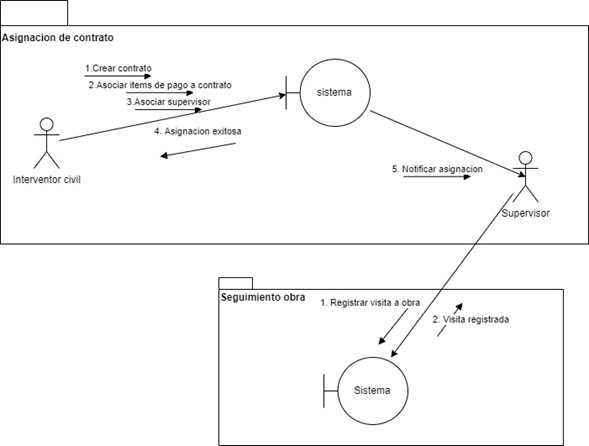 Asignacion de contrato
1.Crear contrato
2.Asociar items de pago a contrato
3.Asociar supervisor
sistema
4. Asignacion exitosa
Interventor civil
5. Notificar asignacion
Supervisor
Seguimiento obra
1. Registrar visita a obra
2. Visita registrada
Sistema